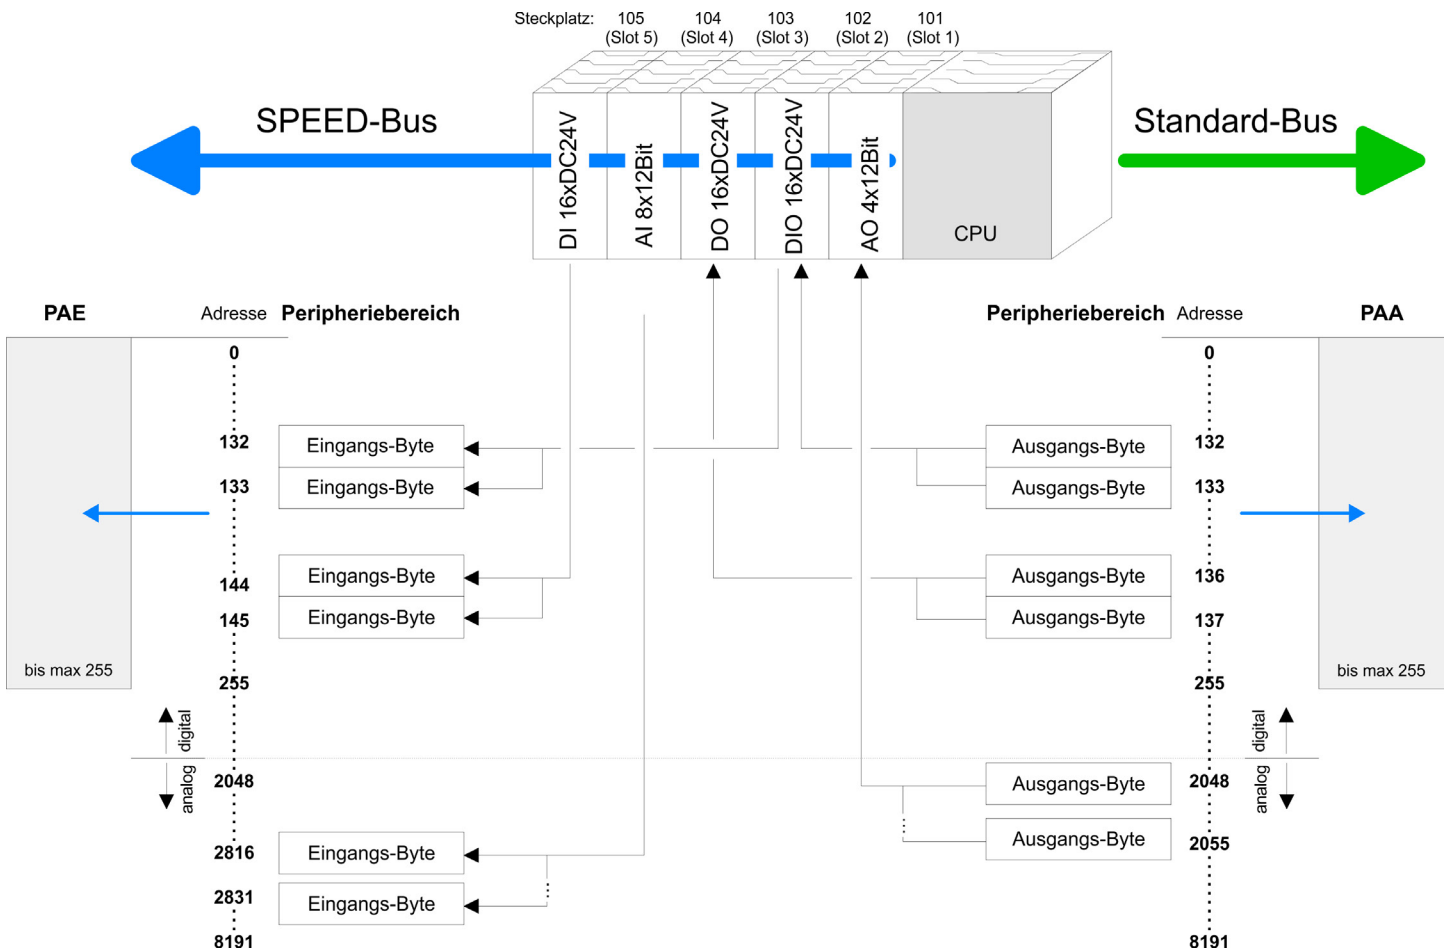 Steckplatz: 105 104 103 102 101
(Slot 5) (Slot 4) (Slot 3) (Slot 2) (Slot 1)
SPEED-Bus
Standard-Bus
DI 16xDC24V
AI 8x12Bit
DO 16xDC24V
DIO 16xDC24V
AO 4x12Bit
CPU
PAE Adresse Peripheriebereich
0
132 Eingangs-Byte
133 Eingangs-Byte
144 Eingangs-Byte
145 Eingangs-Byte
bis max 255
255
digital
analog
2048
2816 Eingangs-Byte
2831 Eingangs-Byte
8191
Peripheriebereich Adresse PAA
0
Ausgangs-Byte 132
Ausgangs-Byte 133
Ausgangs-Byte 136
Ausgangs-Byte 137
bis max 255
255
digital
analog
Ausgangs-Byte 2048
Ausgangs-Byte 2055
8191